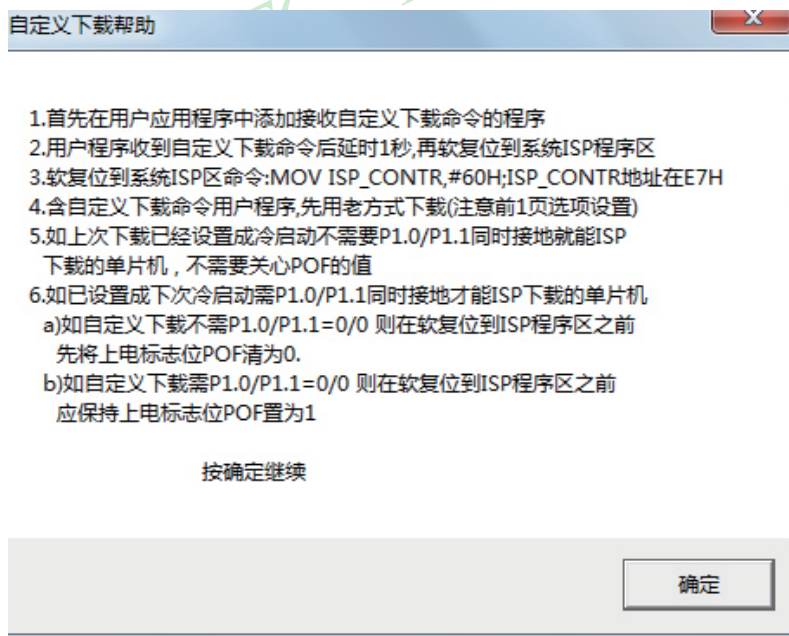 自定义下载帮助
1.首先在用户应用程序中添加接收自定义下载命令的程序
2.用户程序收到自定义下载命令后延时1秒,再软复位到系统ISP程序区
3.软复位到系统ISP区命令:MOV ISP_CONTR,#60H;ISP_CONTR地址在E7H
4.含自定义下载命令用户程序,先用老方式下载(注意前1页选项设置)
5.如上次下载已经设置成冷启动不需要P1.0/P1.1同时接地就能ISP
下载的单片机，不需要关心POF的值
6.如已设置成下次冷启动需P1.0/P1.1同时接地才能ISP下载的单片机
a)如自定义下载不需P1.0/P1.1=0/0 则在软复位到ISP程序区之前
先将上电标志位POF清为0.
b)如自定义下载需P1.0/P1.1=0/0 则在软复位到ISP程序区之前
应保持上电标志位POF置为1
按确定继续
确定